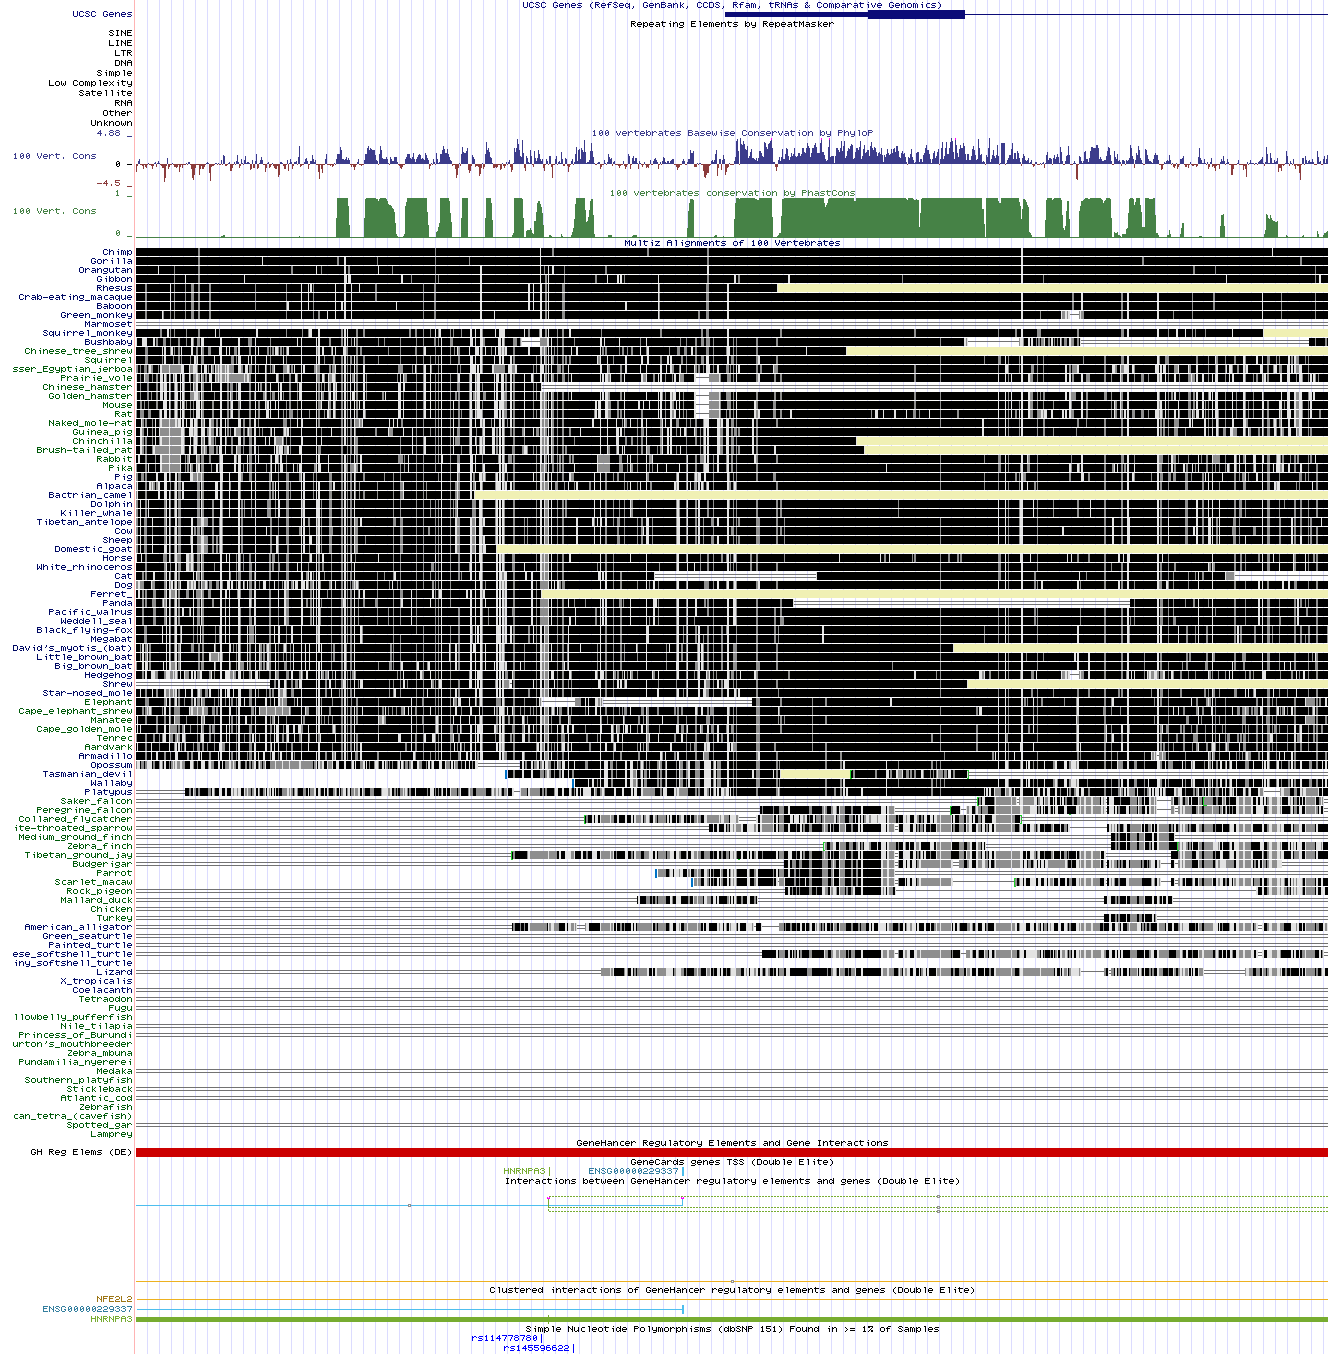 UCSC Genes (RefSeq, GenBank, CCDS, Rfam, tRNAs & Comparative Genomics)
UCSC Genes
Repeating Elements by RepeatMasker
SINE
LINE
LTR
DNA
Simple
Low Complexity
Satellite
RNA
Other
Unknown
4.88 _
100 vertebrates Basewise Conservation by PhyloP
100 Vert. Cons
0 -
-4.5 _
1 _
100 vertebrates conservation by PhastCons
100 Vert. Cons
0 _
Multiz Alignments of 100 Vertebrates
Chimp
Gorilla
Orangutan
Gibbon
Rhesus
Crab-eating_macaque
Baboon
Green_monkey
Marmoset
Squirrel_monkey
Bushbaby
Chinese_tree_shrew
Squirrel
sser_Egyptian_jerboa
Prairie_vole
Chinese_hamster
Golden_hamster
Mouse
Rat
Naked_mole-rat
Guinea_pig
Chinchilla
Brush-tailed_rat
Rabbit
Pika
Pig
Alpaca
Bactrian_camel
Dolphin
Killer_whale
Tibetan_antelope
Cow
Sheep
Domestic_goat
Horse
White_rhinoceros
Cat
Dog
Ferret_
Panda
Pacific_walrus
Weddell_seal
Black_flying-fox
Megabat
David's_myotis_(bat)
Little_brown_bat
Big_brown_bat
Hedgehog
Shrew
Star-nosed_mole
Elephant
Cape_elephant_shrew
Manatee
Cape_golden_mole
Tenrec
Aardvark
Armadillo
Opossum
Tasmanian_devil
Wallaby
Platypus
Saker_falcon
Peregrine_falcon
Collared_flycatcher
ite-throated_sparrow
Medium_ground_finch
Zebra_finch
Tibetan_ground_jay
Budgerigar
Parrot
Scarlet_macaw
Rock_pigeon
Mallard_duck
Chicken
Turkey
American_alligator
Green_seaturtle
Painted_turtle
ese_softshell_turtle
iny_softshell_turtle
Lizard
X_tropicalis
Coelacanth
Tetraodon
Fugu
llowbelly_pufferfish
Nile_tilapia
Princess_of_Burundi
urton's_mouthbreeder
Zebra_mbuna
Pundamilia_nyererei
Medaka
Southern_platyfish
Stickleback
Atlantic_cod
Zebrafish
can_tetra_(cavefish)
Spotted_gar
Lamprey
GeneHancer Regulatory Elements and Gene Interactions
GH Reg Elems (DE)
GeneCards genes TSS (Double Elite)
HNRNPA3 ENSG00000229337
Interactions between GeneHancer regulatory elements and genes (Double Elite)
Clustered interactions of GeneHancer regulatory elements and genes (Double Elite)
NFE2L2
ENSG00000229337
HNRNPA3
Simple Nucleotide Polymorphisms (dbSNP 151) Found in >= 1% of Samples
rs114778780
rs145596622